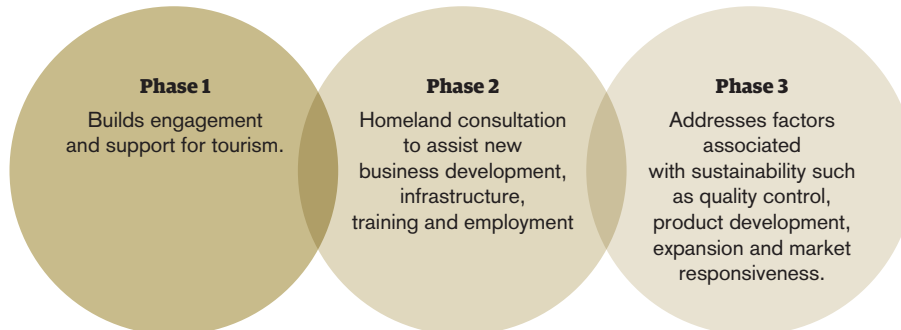 Phase 1
Builds engagement
and support for tourism.
Phase 2
Homeland consultation
to assist new
business development,
infrastructure,
training and employment
Phase 3
Addresses factors
associated
with sustainability such
as quality control,
product development,
expansion and market
responsiveness.